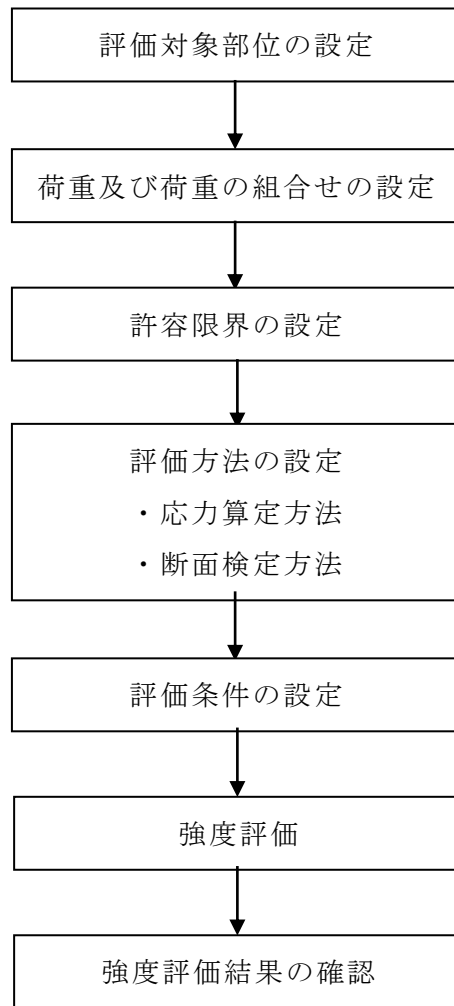 評価対象部位の設定
荷重及び荷重の組合せの設定
許容限界の設定
評価方法の設定
・応力算定方法
・断面検定方法
評価条件の設定
強度評価
強度評価結果の確認